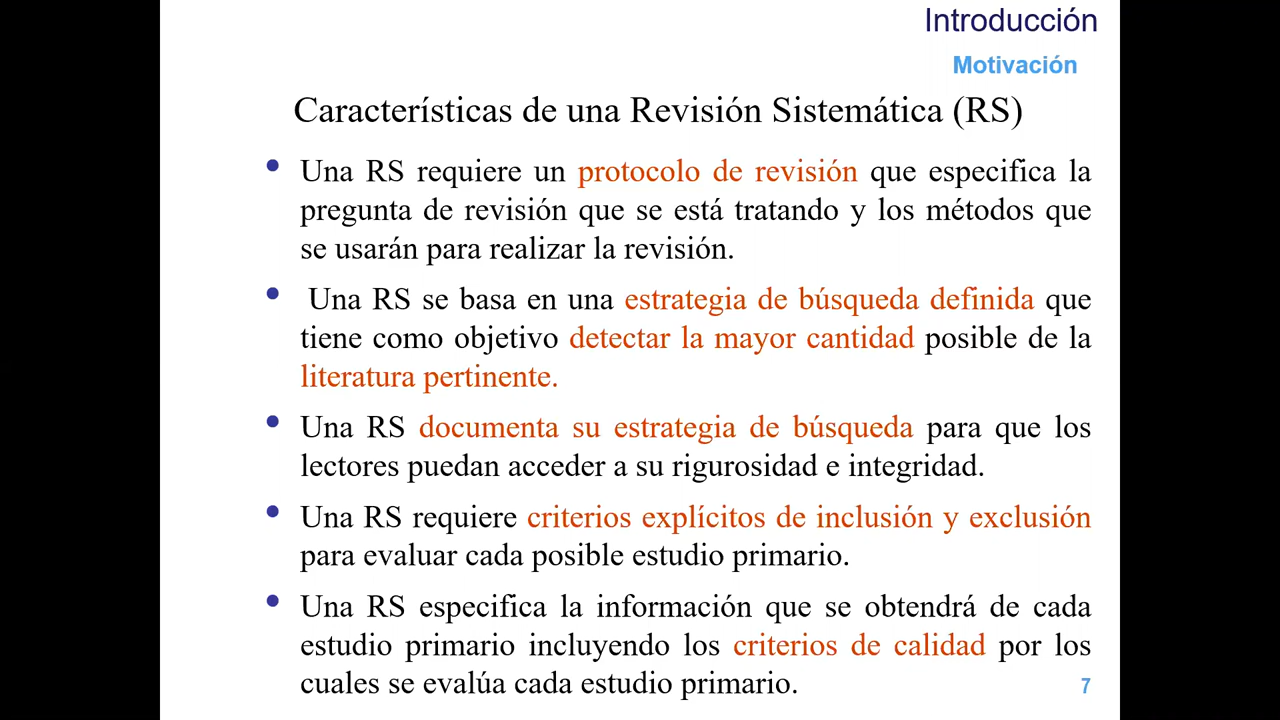 Introducción
Motivación
Características de una Revisión Sistemática (RS)
• Una RS requiere un protocolo de revisión que especifica la
pregunta de revisión que se está tratando y los métodos que
se usarán para realizar la revisión.
• Una RS se basa en una estrategia de búsqueda definida que
tiene como objetivo detectar la mayor cantidad posible de la
literatura pertinente.
• Una RS documenta su estrategia de búsqueda para que los
lectores puedan acceder a su rigurosidad e integridad.
• Una RS requiere criterios explícitos de inclusión y exclusión
para evaluar cada posible estudio primario.
• Una RS especifica la información que se obtendrá de cada
estudio primario incluyendo los criterios de calidad por los
cuales se evalúa cada estudio primario.
7